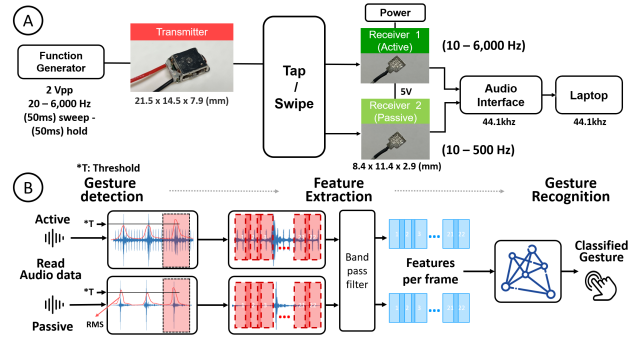 A
Function
Generator
2 Vpp
20 – 6,000 Hz
(50ms) sweep -
(50ms) hold
Transmitter
21.5 x 14.5 x 7.9 (mm)
Tap
/
Swipe
Power
Receiver 1
(Active)
(10 – 6,000 Hz)
5V
Receiver 2
(Passive)
(10 – 500 Hz)
8.4 x 11.4 x 2.9 (mm)
Audio
Interface
44.1khz
Laptop
44.1khz
B
*T: Threshold
Gesture
detection
Feature
Extraction
Gesture
Recognition
Active
*T
Read
Audio data
*T
Passive
RMS
...
...
Band
pass
filter
...
Features
per frame
...
Classified
Gesture